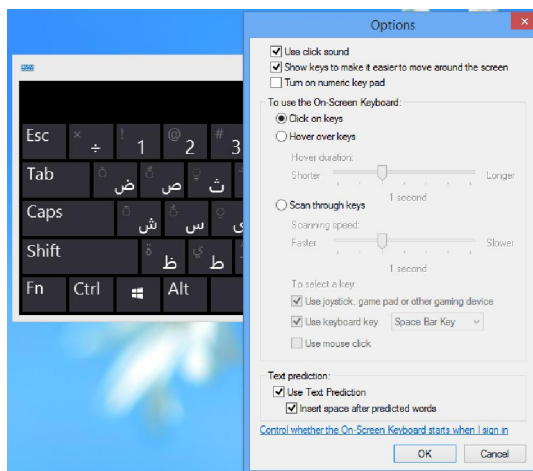 Options
Use click sound
Show keys to make it easier to move around the screen
Turn on numeric key pad
To use the On-Screen Keyboard:
Click on keys
Hover over keys
Hover duration:
Shorter Longer
1 second
Scan through keys
Scanning speed:
Faster Slower
1 second
To select a key:
Use joystick, game pad or other gaming device
Use keyboard key Space Bar Key
Use mouse click
Text prediction:
Use Text Prediction
Insert space after predicted words
Control whether the On-Screen Keyboard starts when I sign in
OK Cancel
Esc × ÷ ! 1 @ 2 # 3
Tab ض ص ث
Caps ش س
Shift ظ ط
Fn Ctrl Alt